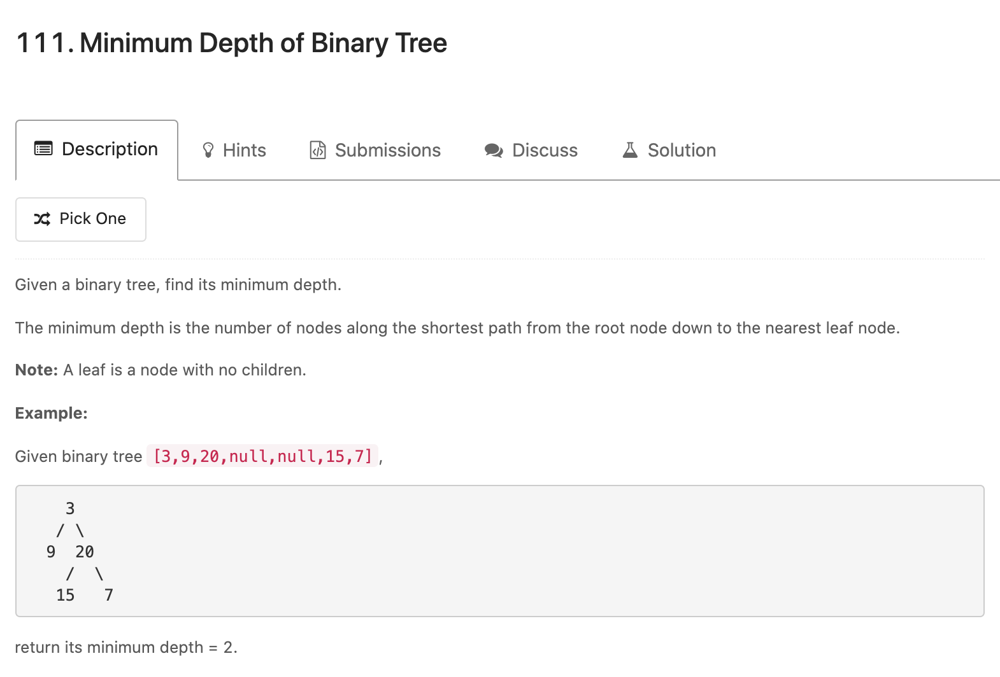 111. Minimum Depth of Binary Tree
Description Hints Submissions Discuss Solution
Pick One
Given a binary tree, find its minimum depth.
The minimum depth is the number of nodes along the shortest path from the root node down to the nearest leaf node.
Note: A leaf is a node with no children.
Example:
Given binary tree [3,9,20,null,null,15,7],
    3
   / \
  9  20
    /  \
   15   7
return its minimum depth = 2.